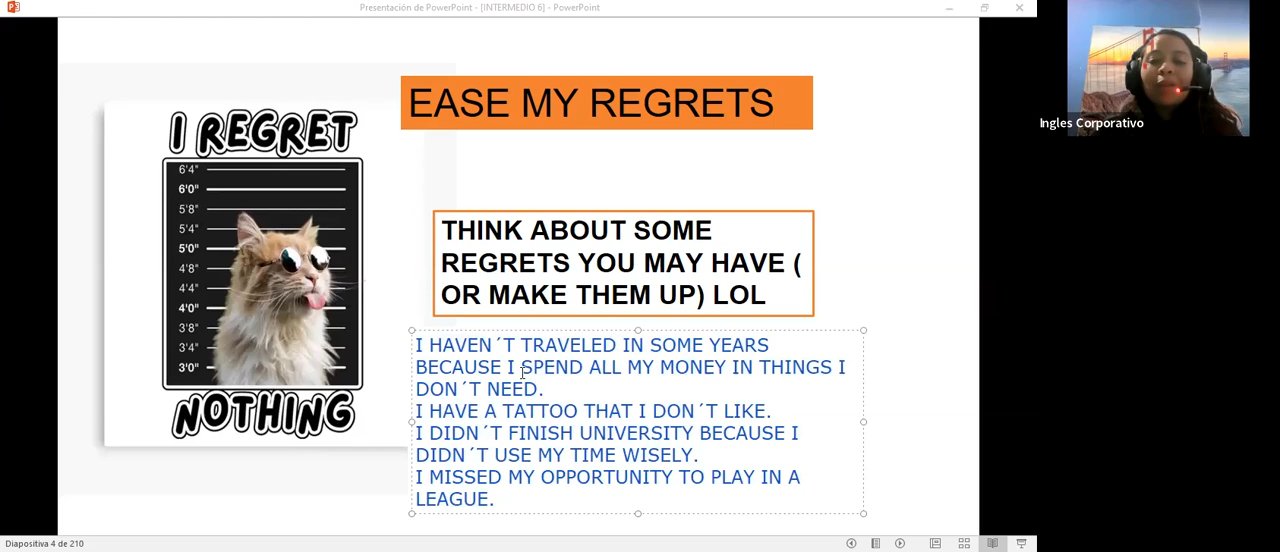 Presentación de PowerPoint - [INTERMEDIO 6] - PowerPoint
EASE MY REGRETS
I REGRET
6'4"
6'0"
5'8"
5'4"
5'0"
4'8"
4'4"
4'0"
3'8"
3'4"
3'0"
NOTHING
THINK ABOUT SOME
REGRETS YOU MAY HAVE (
OR MAKE THEM UP) LOL
I HAVEN´T TRAVELED IN SOME YEARS
BECAUSE I SPEND ALL MY MONEY IN THINGS I
DON´T NEED.
I HAVE A TATTOO THAT I DON´T LIKE.
I DIDN´T FINISH UNIVERSITY BECAUSE I
DIDN´T USE MY TIME WISELY.
I MISSED MY OPPORTUNITY TO PLAY IN A
LEAGUE.
Ingles Corporativo
Diapositiva 4 de 210